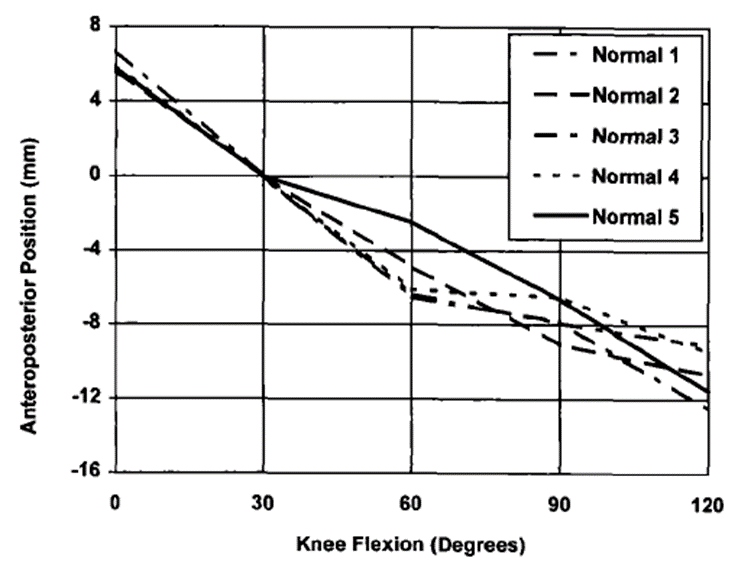 8
4
0
-4
-8
-12
-16
Anteroposterior Position (mm)
Normal 1
Normal 2
Normal 3
Normal 4
Normal 5
0 30 60 90 120
Knee Flexion (Degrees)